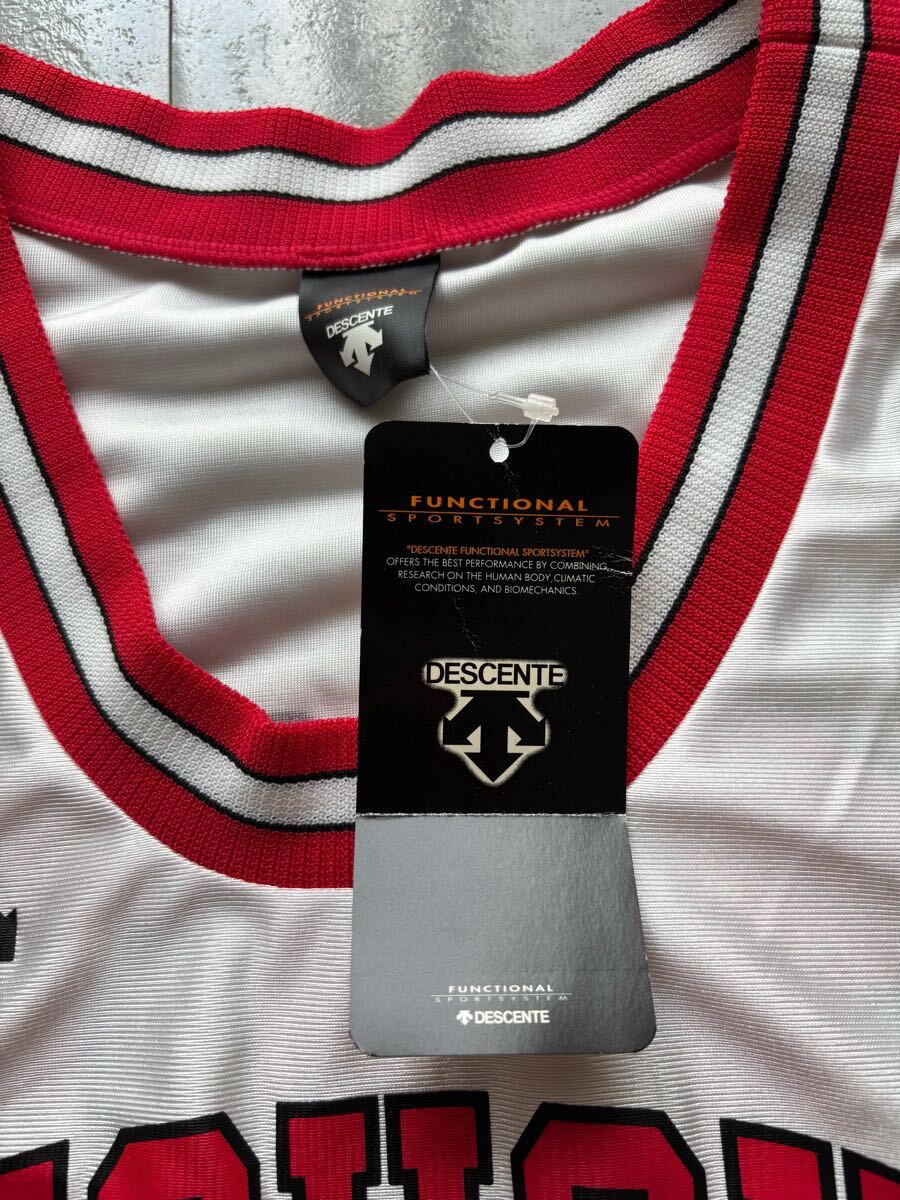 FUNCTIONAL
SPORTSYSTEM
DESCENTE
FUNCTIONAL
SPORTSYSTEM
"DESCENTE FUNCTIONAL SPORTSYSTEM"
OFFERS THE BEST PERFORMANCE BY COMBINING
RESEARCH ON THE HUMAN BODY, CLIMATIC
CONDITIONS, AND BIOMECHANICS.
DESCENTE
FUNCTIONAL
SPORTSYSTEM
DESCENTE